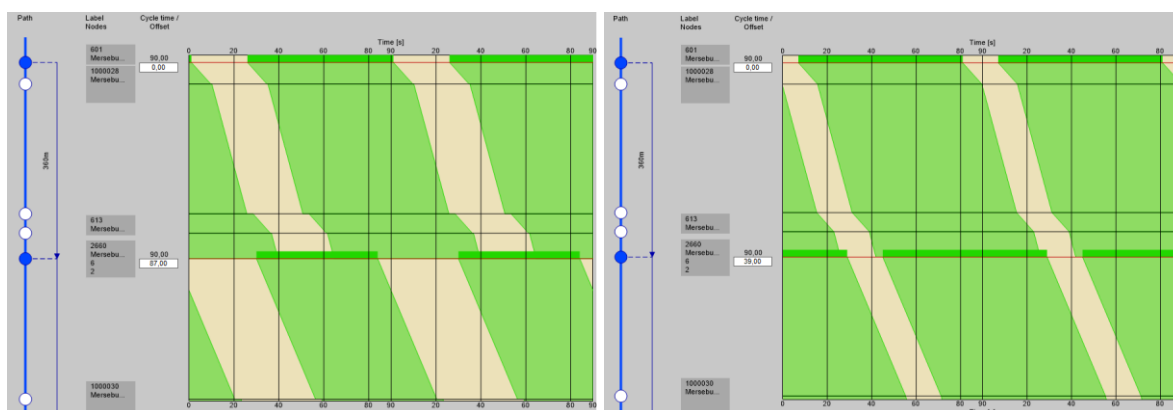 Path
Label
Nodes
Cycle time /
Offset
Time [s]
0 20 40 60 80 90 20 40 60 80 90
601
Mersebu...
90,00
0,00
1000028
Mersebu...
360m
613
Mersebu...
2660
Mersebu...
6
2
90,00
87,00
1000030
Mersebu...
0 20 40 60 80 90 20 40 60 80 90
Path
Label
Nodes
Cycle time /
Offset
Time [s]
0 20 40 60 80 90 20 40 60 80
601
Mersebu...
90,00
0,00
1000028
Mersebu...
360m
613
Mersebu...
2660
Mersebu...
6
2
90,00
39,00
1000030
Mersebu...
0 20 40 60 80 90 20 40 60 80